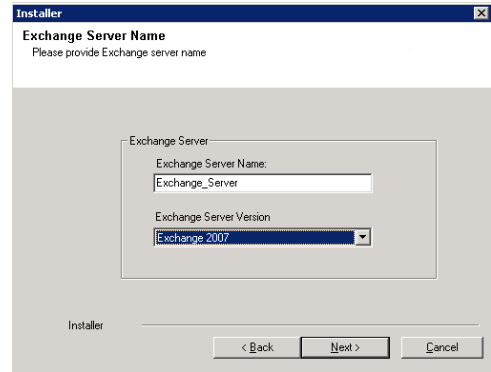 Installer
Exchange Server Name
Please provide Exchange server name
Exchange Server
Exchange Server Name:
Exchange_Server
Exchange Server Version
Exchange 2007
Installer
< Back
Next >
Cancel